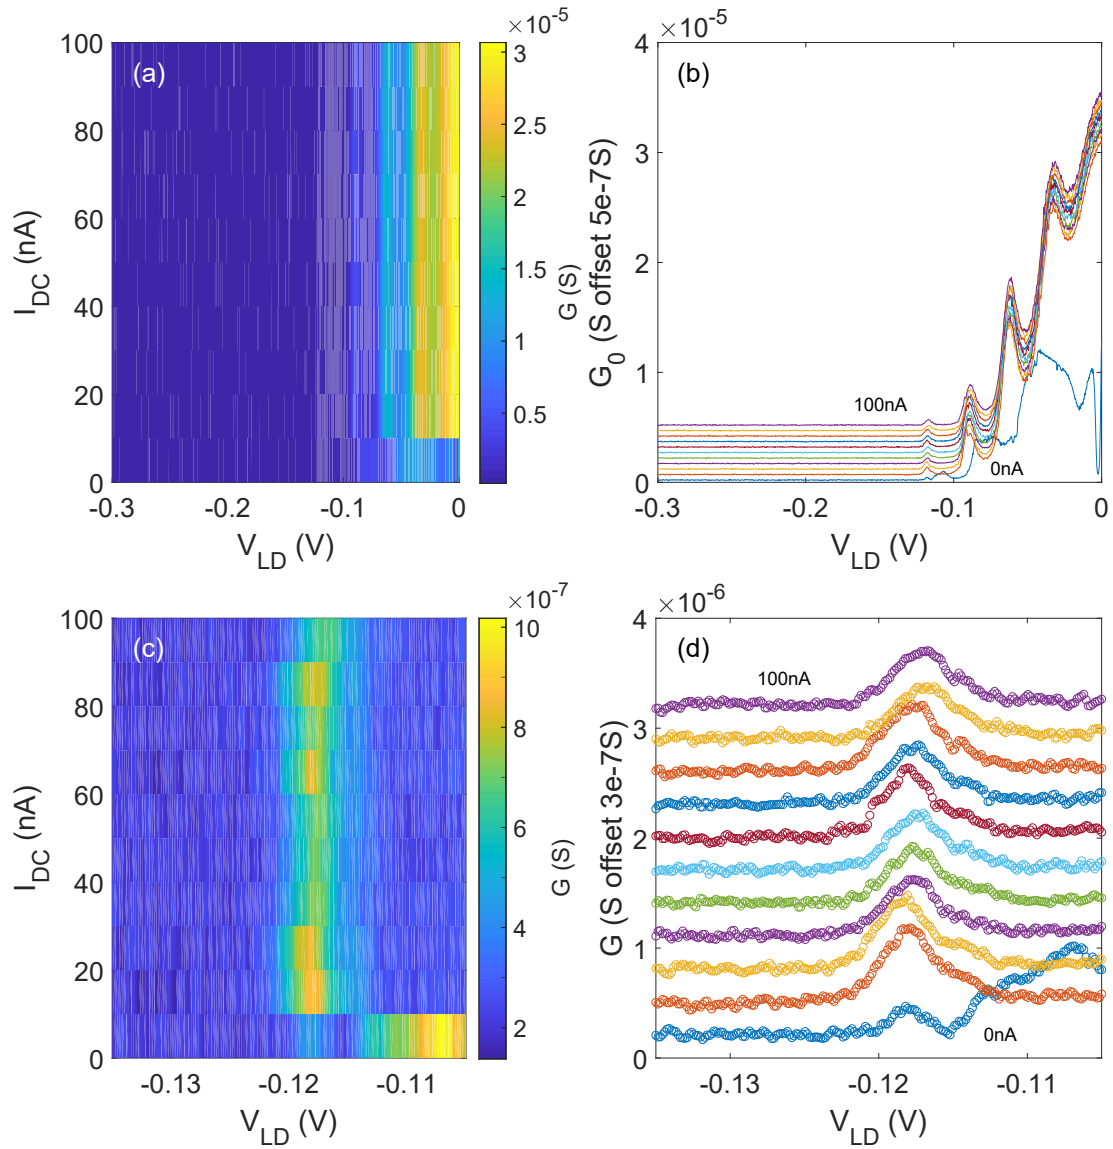 ×10^-5
(a)
100
80
60
40
20
0
I_DC (nA)
-0.3
-0.2
-0.1
0
V_LD (V)
3
2.5
2
1.5
1
0.5
G (S)
×10^-5
(b)
4
3
2
1
0
G_0 (S offset 5e-7S)
100nA
0nA
-0.3
-0.2
-0.1
0
V_LD (V)
×10^-7
(c)
100
80
60
40
20
0
I_DC (nA)
-0.13
-0.12
-0.11
V_LD (V)
10
8
6
4
2
G (S)
×10^-6
(d)
4
3
2
1
0
G (S offset 3e-7S)
100nA
0nA
-0.13
-0.12
-0.11
V_LD (V)